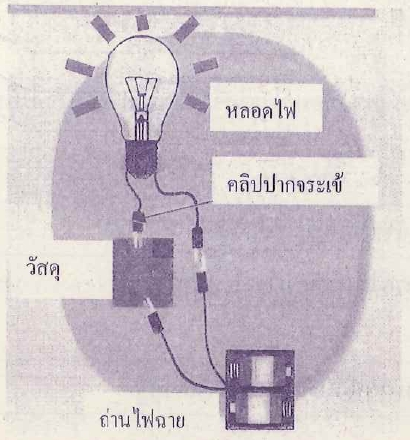 หลอดไฟ
คลิปปากจระเข้
วัสดุ
ถ่านไฟฉาย